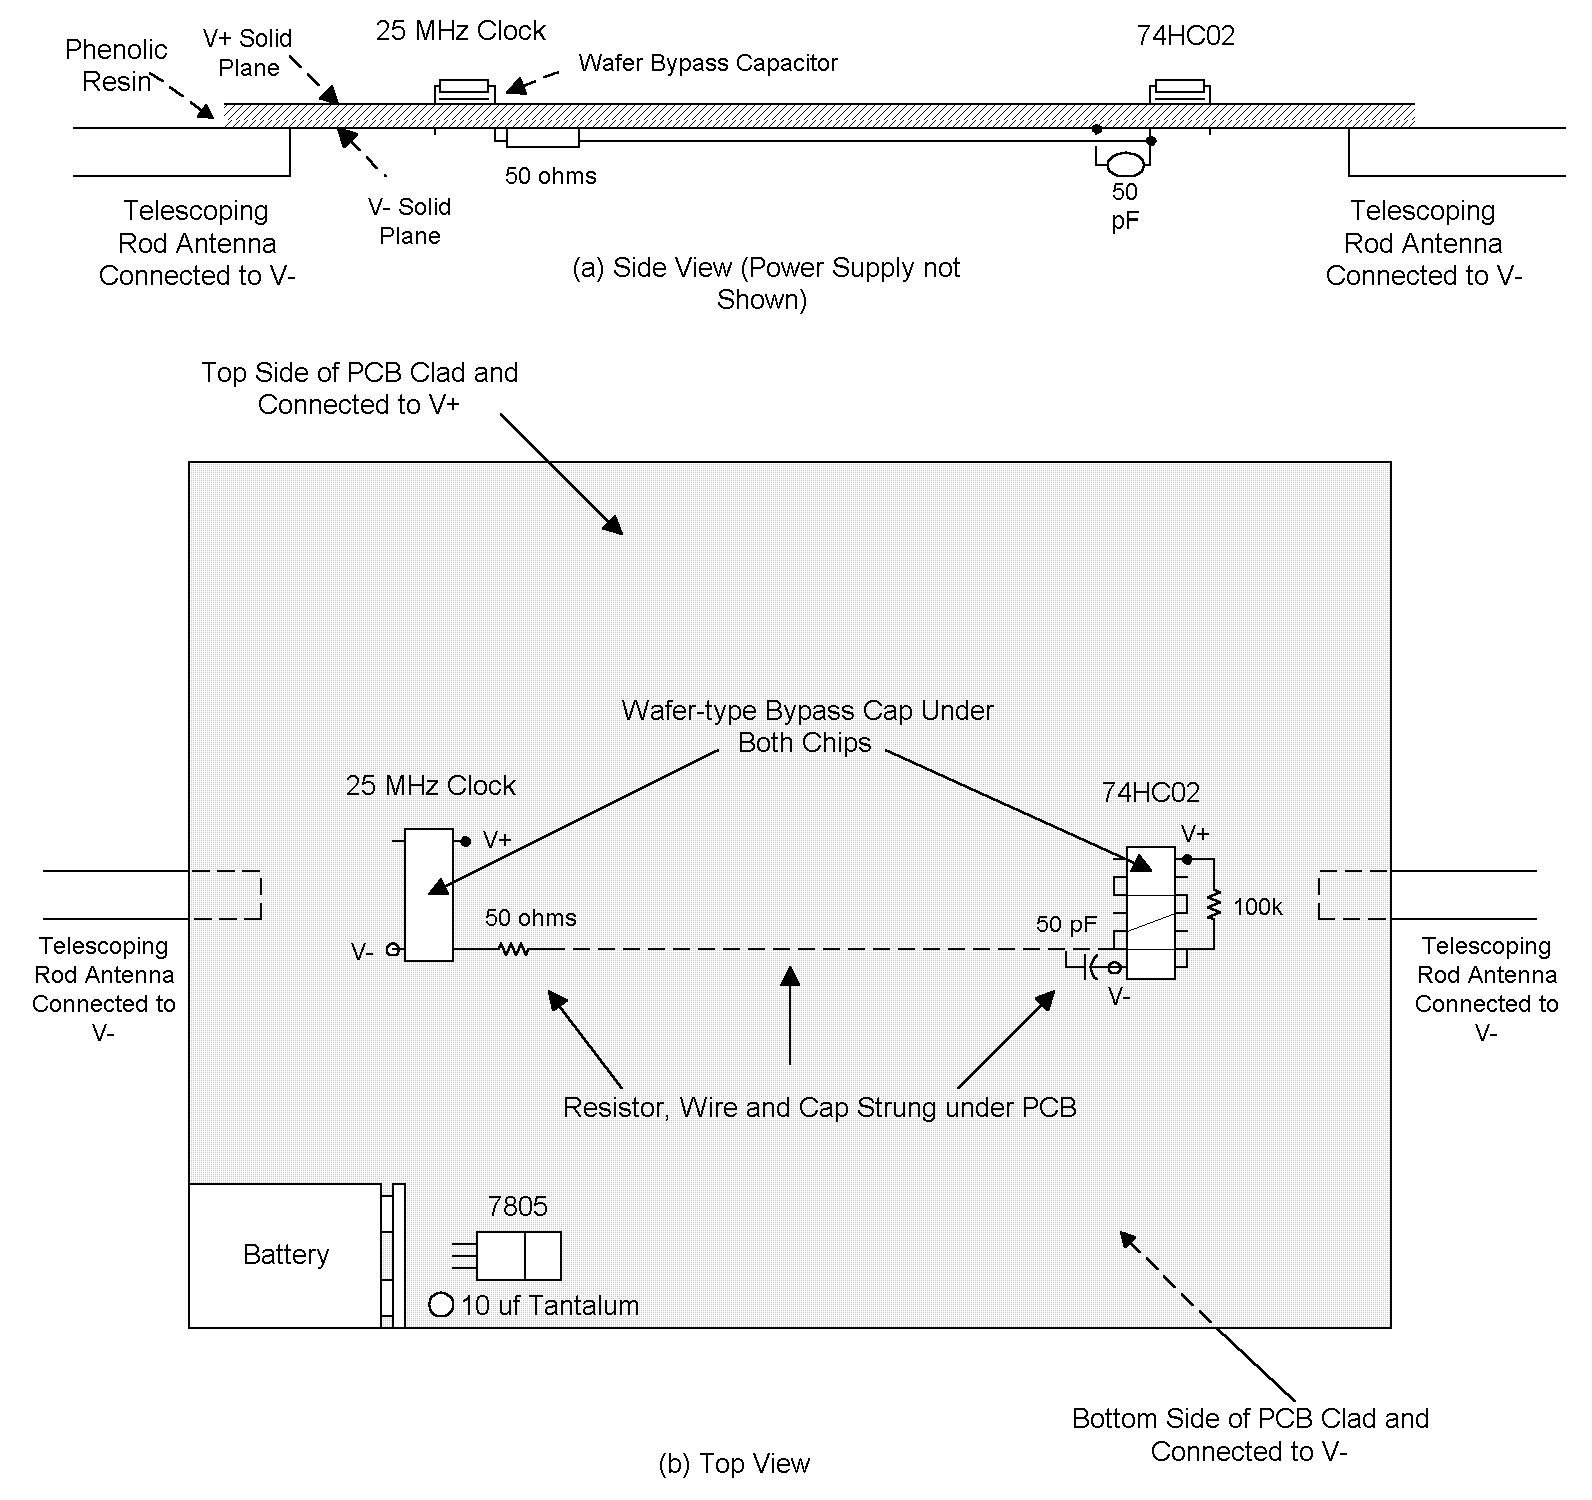 25 MHz Clock
74HC02
V+ Solid
Plane
Phenolic
Resin
Wafer Bypass Capacitor
50 ohms
50
pF
V- Solid
Plane
Telescoping
Rod Antenna
Connected to V-
Telescoping
Rod Antenna
Connected to V-
(a) Side View (Power Supply not
Shown)
Top Side of PCB Clad and
Connected to V+
Wafer-type Bypass Cap Under
Both Chips
25 MHz Clock
74HC02
V+
V+
100k
50 ohms
50 pF
V-
V-
Telescoping
Rod Antenna
Connected to
V-
Telescoping
Rod Antenna
Connected to
V-
Resistor, Wire and Cap Strung under PCB
7805
Battery
10 uf Tantalum
Bottom Side of PCB Clad and
Connected to V-
(b) Top View